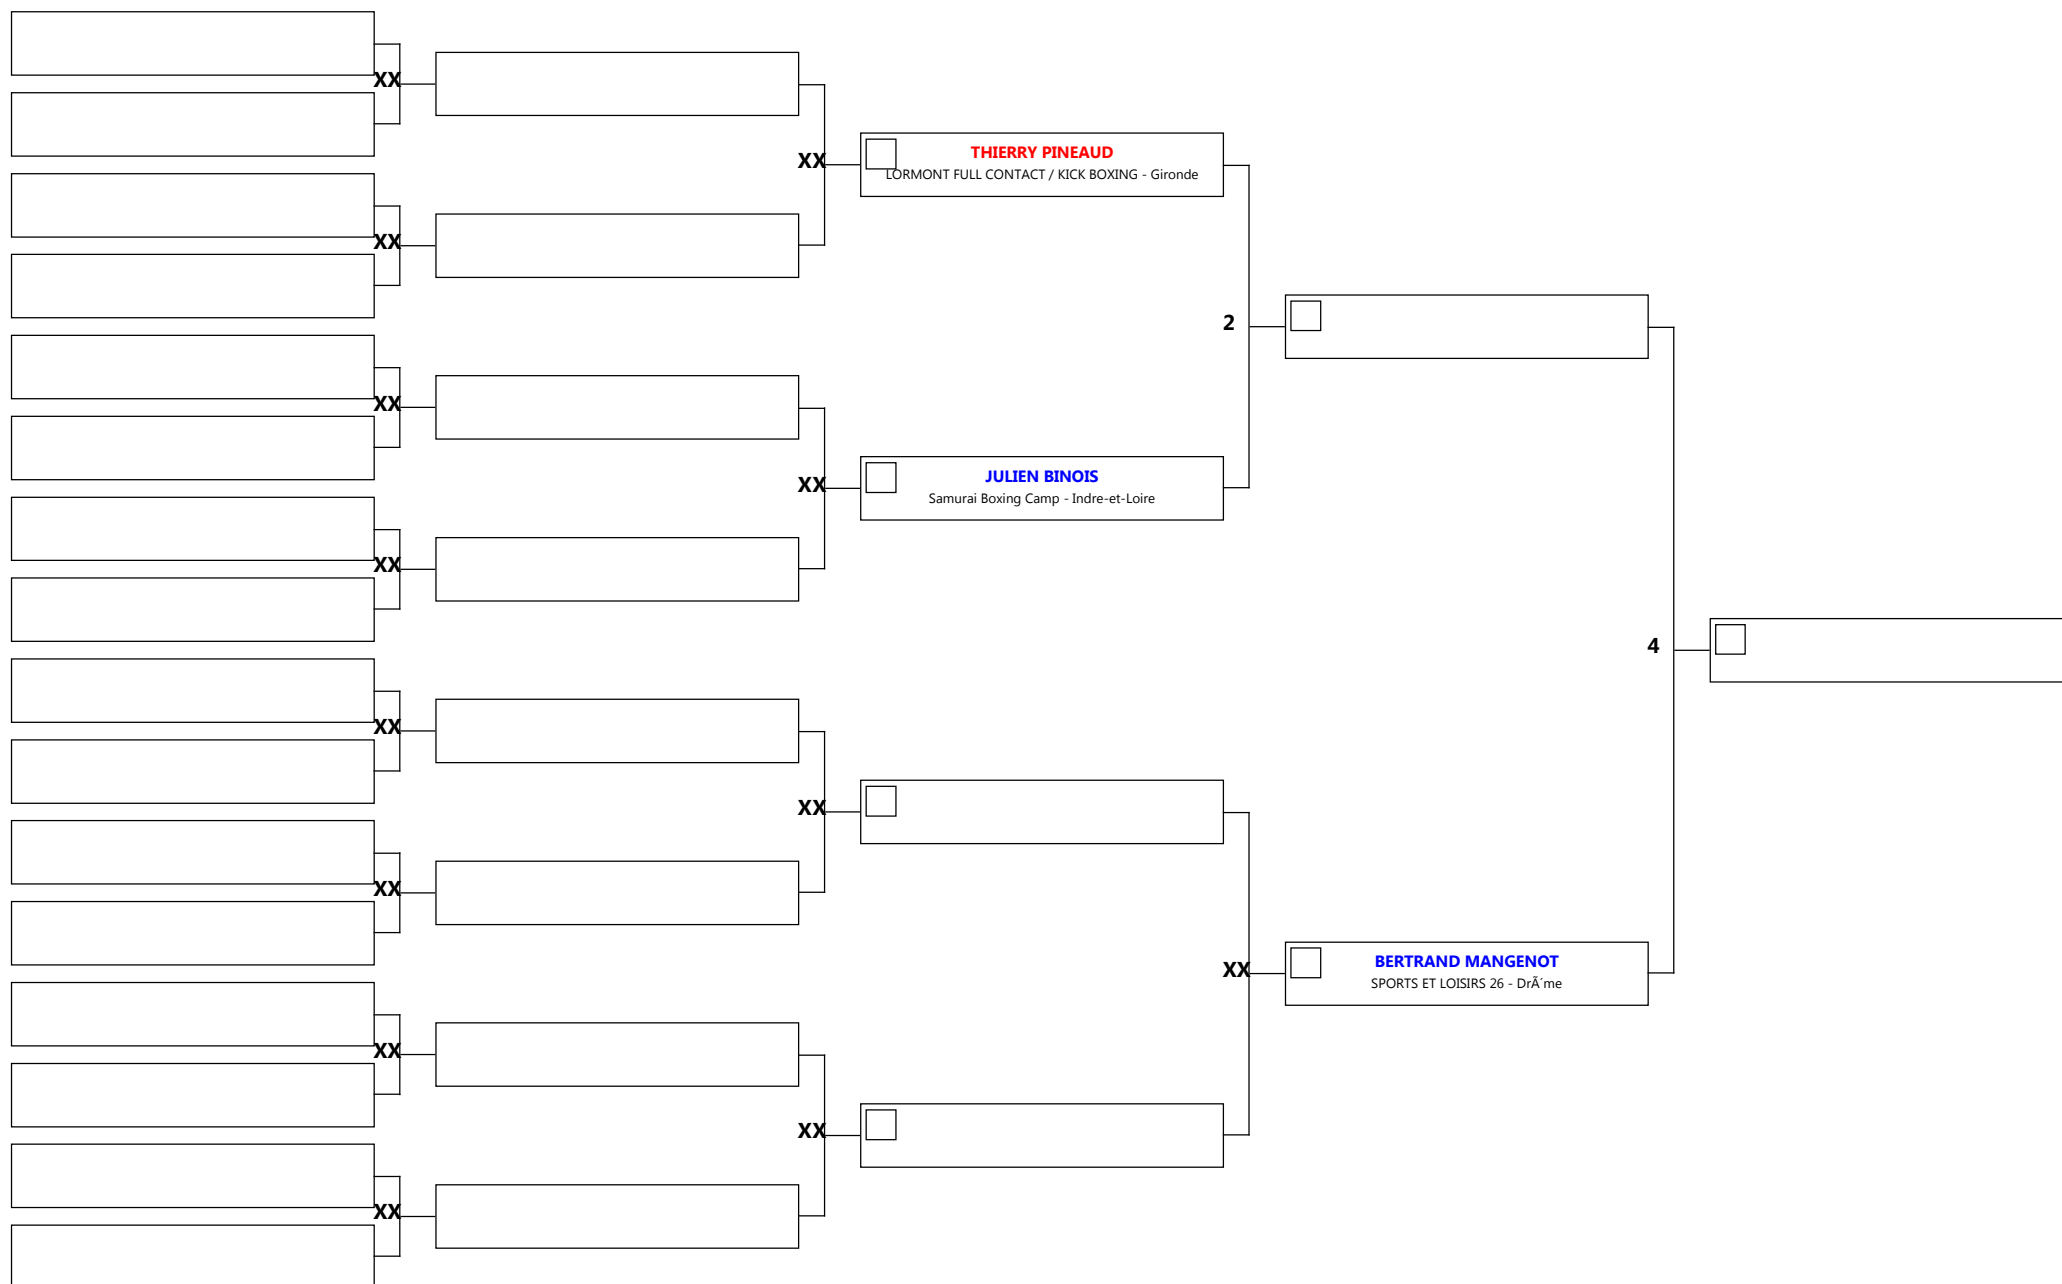 XX
XX
THIERRY PINEAUD
LORMONT FULL CONTACT / KICK BOXING - Gironde
XX
2
XX
XX
JULIEN BINOIS
Samurai Boxing Camp - Indre-et-Loire
XX
4
XX
XX
XX
BERTRAND MANGENOT
SPORTS ET LOISIRS 26 - DrÃ´me
XX
XX
XX
XX